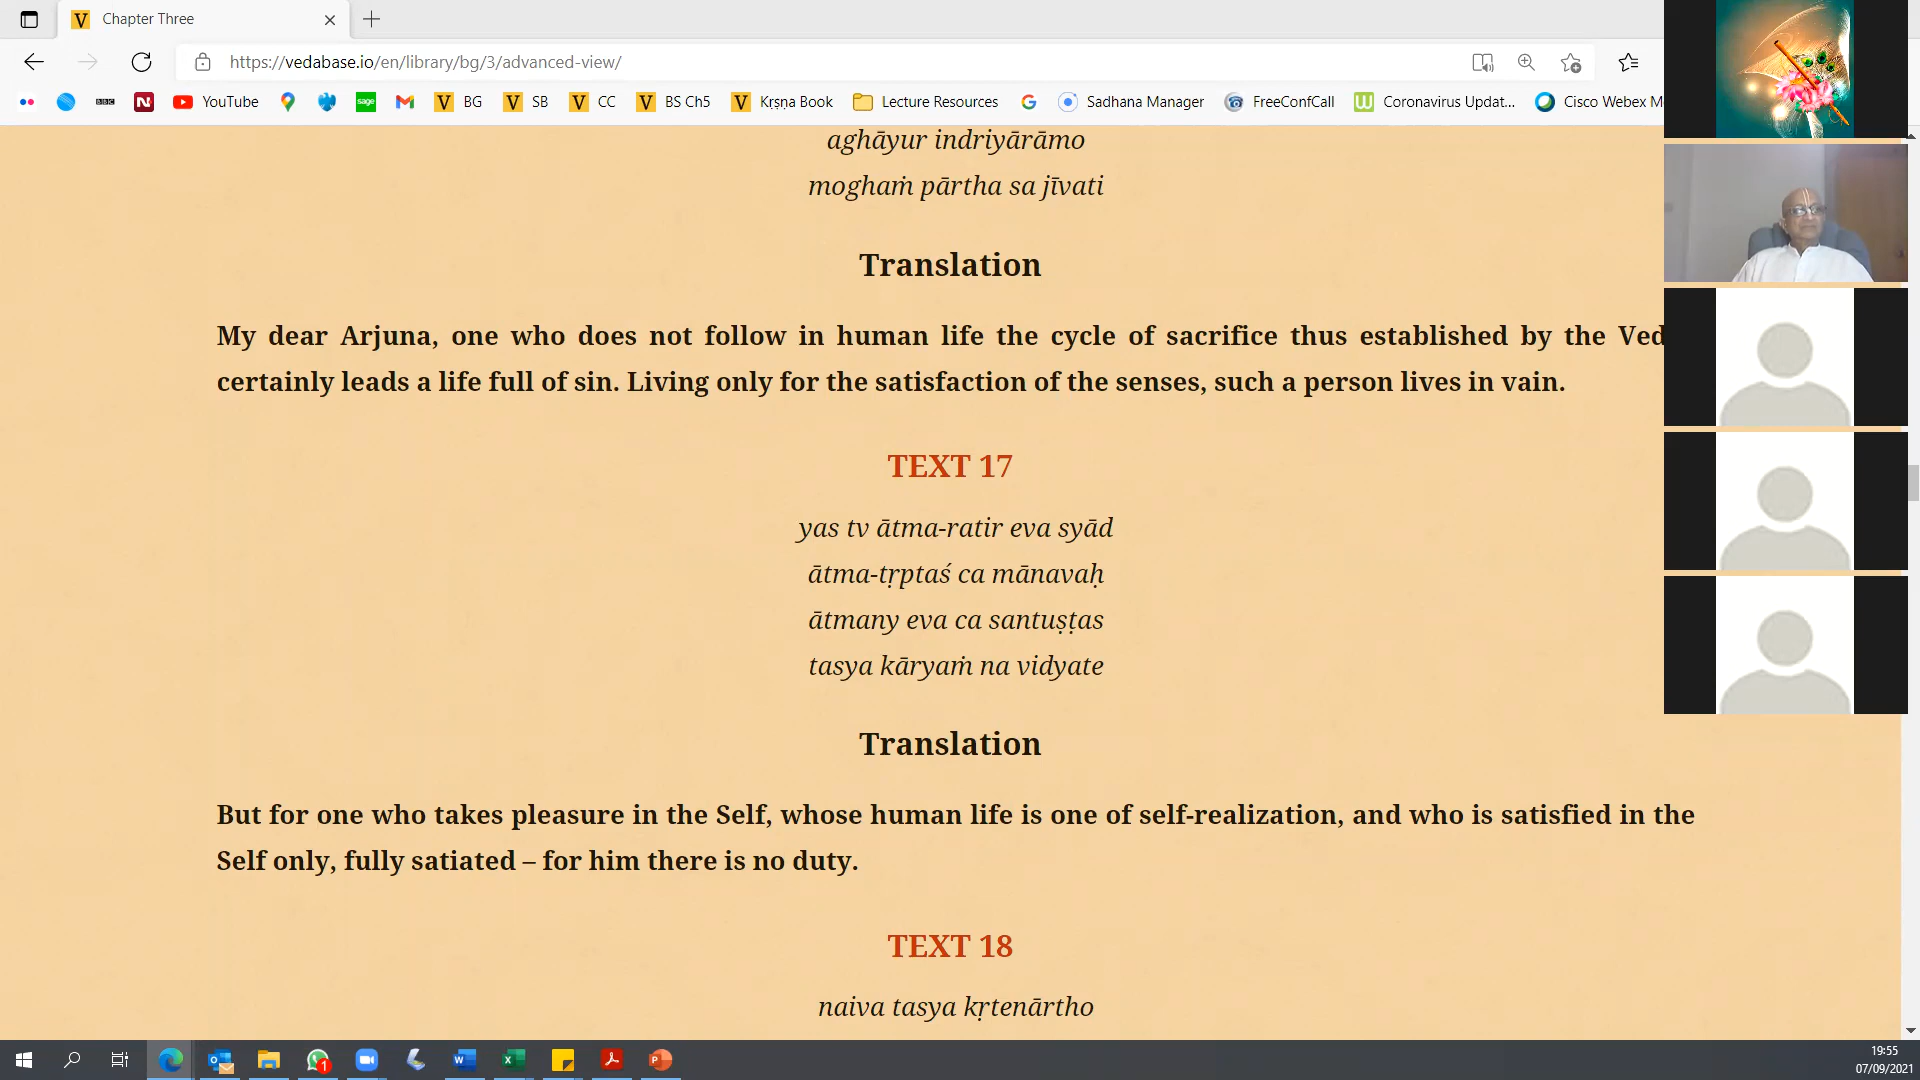 Chapter Three
https://vedabase.io/en/library/bg/3/advanced-view/
BBC N YouTube sage BG SB CC BS Ch5 Kṛṣṇa Book Lecture Resources Sadhana Manager FreeConfCall Coronavirus Updat... Cisco Webex M
aghāyur indriyārāmo
moghaṁ pārtha sa jīvati
Translation
My dear Arjuna, one who does not follow in human life the cycle of sacrifice thus established by the Ved
certainly leads a life full of sin. Living only for the satisfaction of the senses, such a person lives in vain.
TEXT 17
yas tv ātma-ratir eva syād
ātma-tṛptaś ca mānavaḥ
ātmany eva ca santuṣṭas
tasya kāryaṁ na vidyate
Translation
But for one who takes pleasure in the Self, whose human life is one of self-realization, and who is satisfied in the
Self only, fully satiated – for him there is no duty.
TEXT 18
naiva tasya kṛtenārtho
19:55
07/09/2021